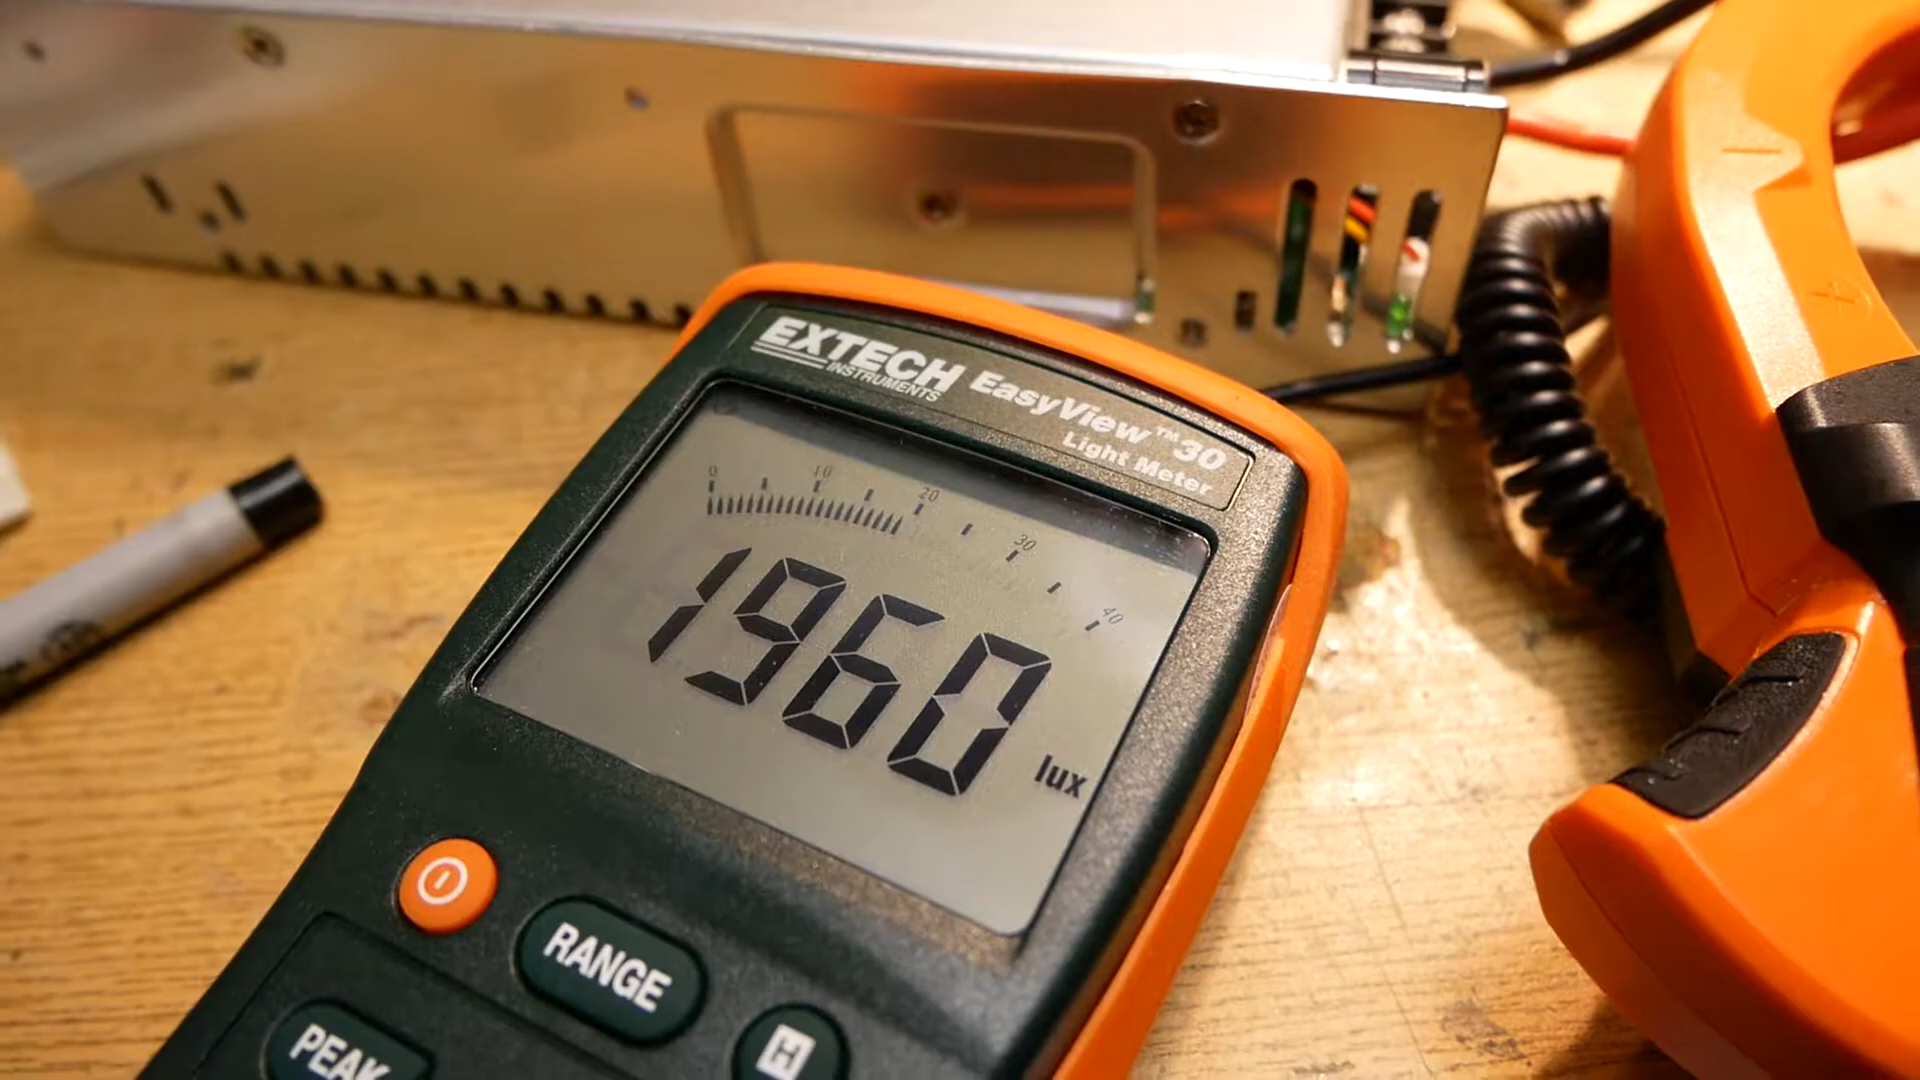 EXTECH
INSTRUMENTS
EasyView™30
Light Meter
0 10 20 30 40
1960
lux
RANGE
PEAK
H